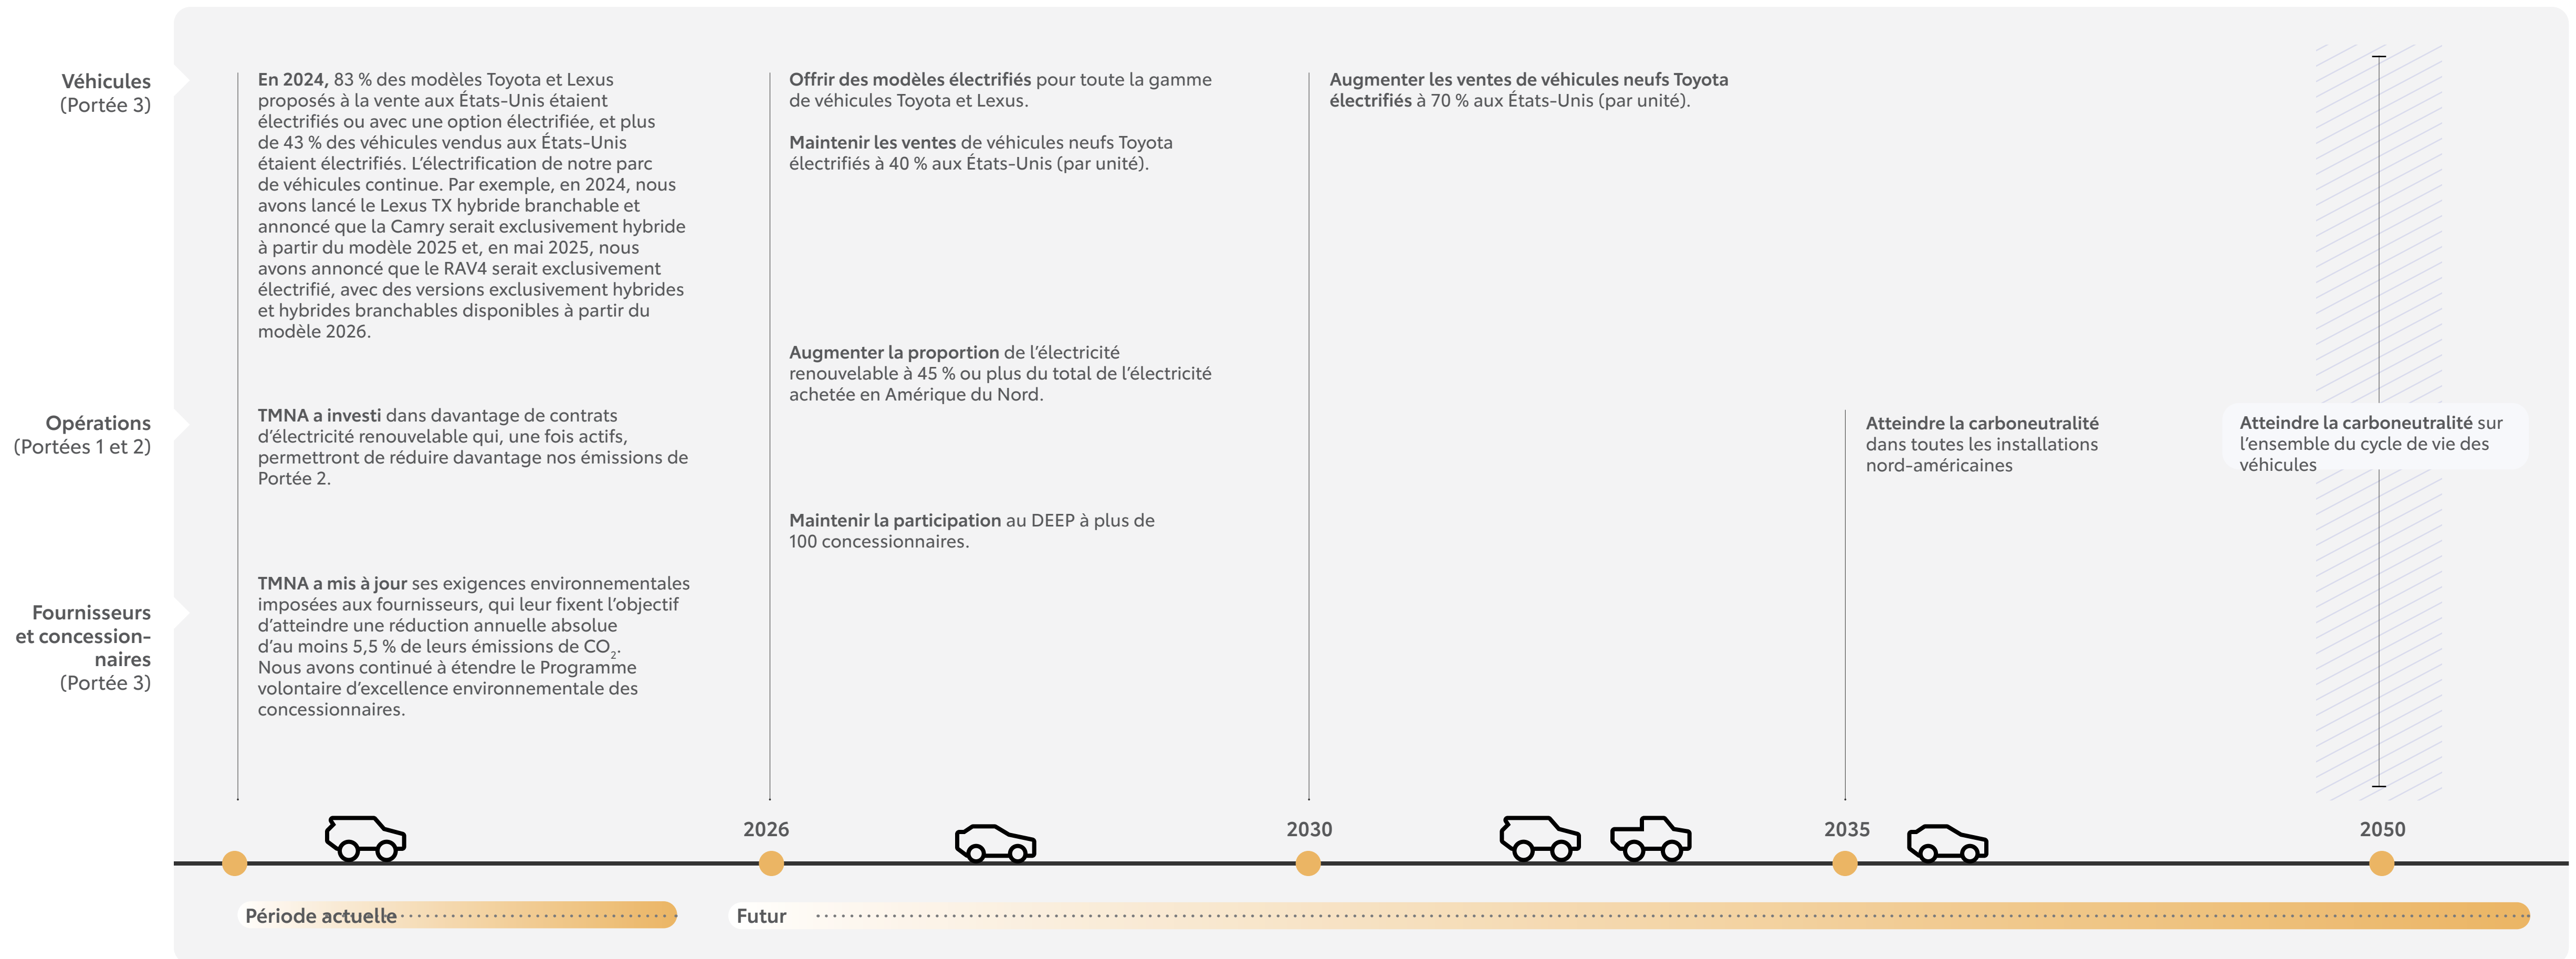 Véhicules
(Portée 3)
En 2024, 83 % des modèles Toyota et Lexus
proposés à la vente aux États-Unis étaient
électrifiés ou avec une option électrifiée, et plus
de 43 % des véhicules vendus aux États-Unis
étaient électrifiés. L’électrification de notre parc
de véhicules continue. Par exemple, en 2024, nous
avons lancé le Lexus TX hybride branchable et
annoncé que la Camry serait exclusivement hybride
à partir du modèle 2025 et, en mai 2025, nous
avons annoncé que le RAV4 serait exclusivement
électrifié, avec des versions exclusivement hybrides
et hybrides branchables disponibles à partir du
modèle 2026.
Offrir des modèles électrifiés pour toute la gamme
de véhicules Toyota et Lexus.
Maintenir les ventes de véhicules neufs Toyota
électrifiés à 40 % aux États-Unis (par unité).
Augmenter les ventes de véhicules neufs Toyota
électrifiés à 70 % aux États-Unis (par unité).
Opérations
(Portées 1 et 2)
TMNA a investi dans davantage de contrats
d’électricité renouvelable qui, une fois actifs,
permettront de réduire davantage nos émissions de
Portée 2.
Augmenter la proportion de l’électricité
renouvelable à 45 % ou plus du total de l’électricité
achetée en Amérique du Nord.
Atteindre la carboneutralité
dans toutes les installations
nord-américaines
Atteindre la carboneutralité sur
l’ensemble du cycle de vie des
véhicules
Fournisseurs
et concession-
naires
(Portée 3)
TMNA a mis à jour ses exigences environnementales
imposées aux fournisseurs, qui leur fixent l’objectif
d’atteindre une réduction annuelle absolue
d’au moins 5,5 % de leurs émissions de CO₂.
Nous avons continué à étendre le Programme
volontaire d’excellence environnementale des
concessionnaires.
Maintenir la participation au DEEP à plus de
100 concessionnaires.
2026
2030
2035
2050
Période actuelle
Futur